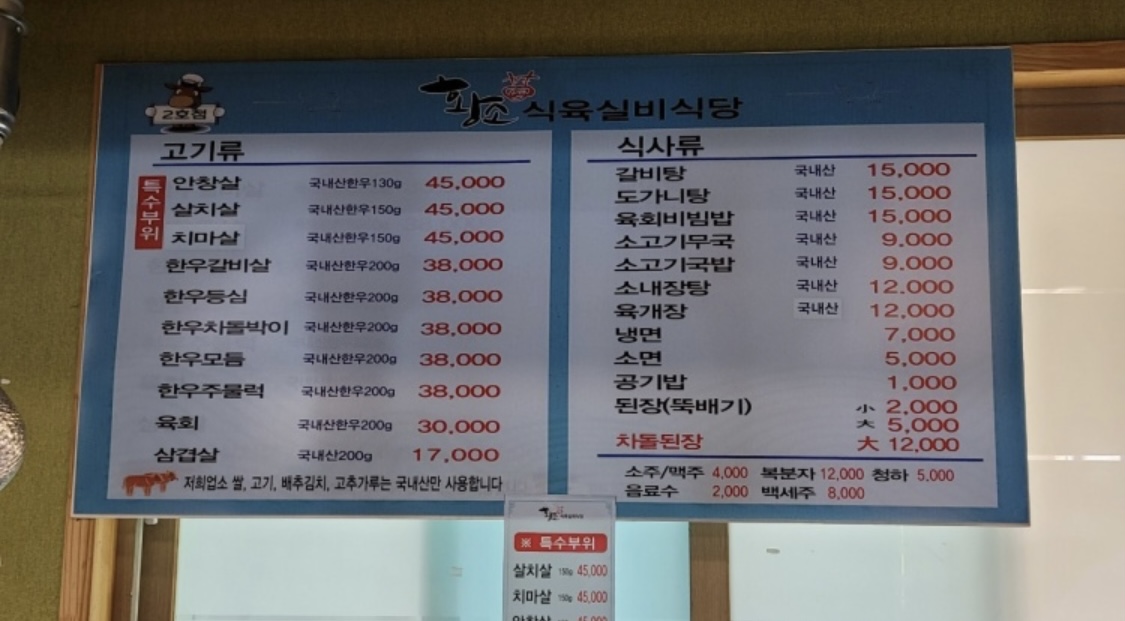 2호점
황소 식육실비식당
고기류
특수부위
안창살 국내산한우130g 45,000
살치살 국내산한우150g 45,000
치마살 국내산한우150g 45,000
한우갈비살 국내산한우200g 38,000
한우등심 국내산한우200g 38,000
한우차돌박이 국내산한우200g 38,000
한우모듬 국내산한우200g 38,000
한우주물럭 국내산한우200g 38,000
육회 국내산한우200g 30,000
삼겹살 국내산200g 17,000
저희업소 쌀, 고기, 배추김치, 고추가루는 국내산만 사용합니다
식사류
갈비탕 국내산 15,000
도가니탕 국내산 15,000
육회비빔밥 국내산 15,000
소고기무국 국내산 9,000
소고기국밥 국내산 9,000
소내장탕 국내산 12,000
육개장 국내산 12,000
냉면 7,000
소면 5,000
공기밥 1,000
된장(뚝배기) 小 2,000
大 5,000
차돌된장 大 12,000
소주/맥주 4,000 복분자 12,000 청하 5,000
음료수 2,000 백세주 8,000
※ 특수부위
살치살 150g 45,000
치마살 150g 45,000